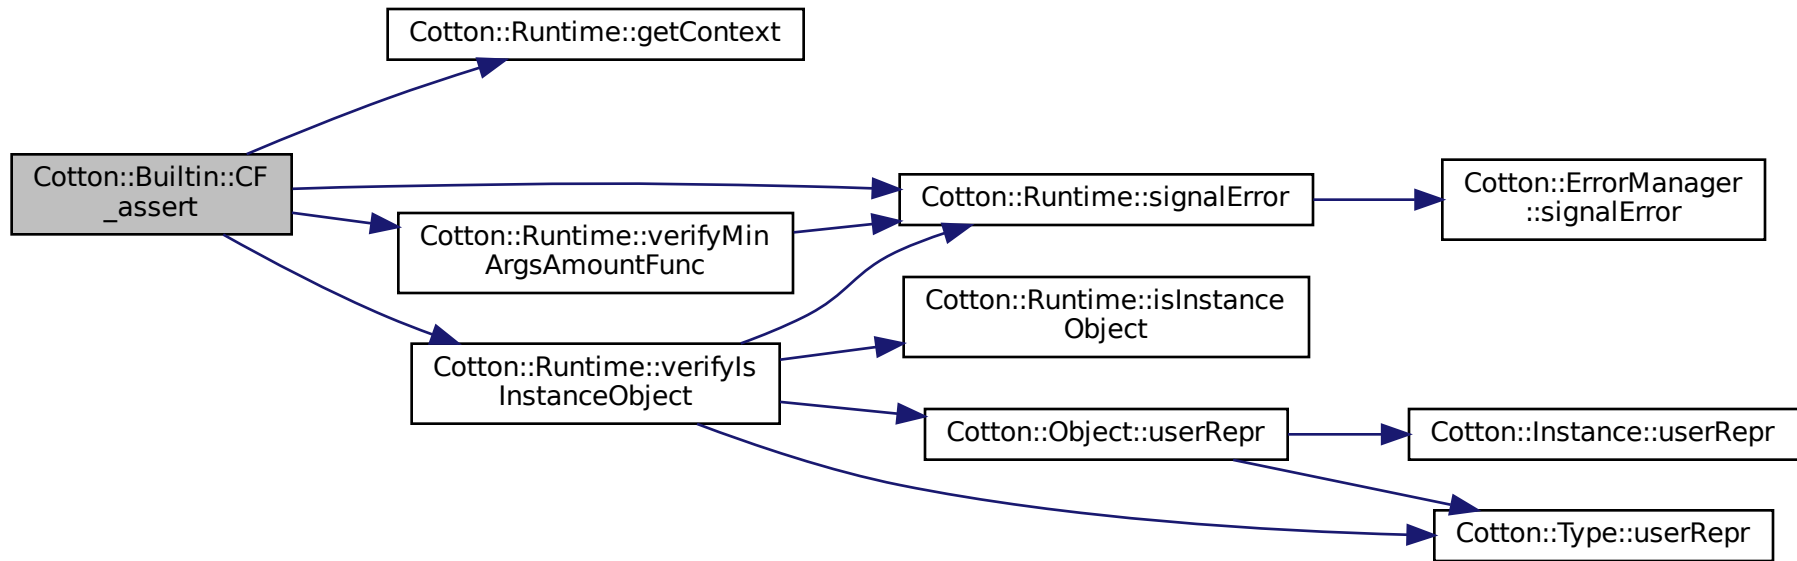 Cotton::Runtime::getContext
Cotton::Builtin::CF
_assert
Cotton::Runtime::signalError
Cotton::ErrorManager
::signalError
Cotton::Runtime::verifyMin
ArgsAmountFunc
Cotton::Runtime::isInstance
Object
Cotton::Runtime::verifyIs
InstanceObject
Cotton::Object::userRepr
Cotton::Instance::userRepr
Cotton::Type::userRepr